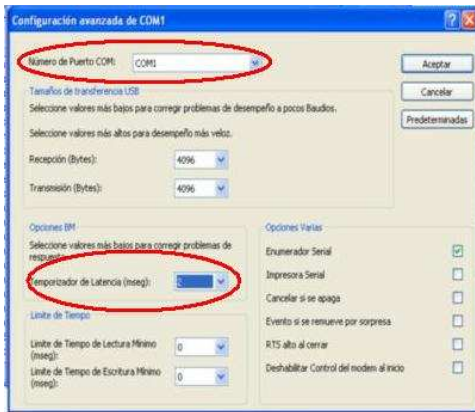 Configuración avanzada de COM1
Número de Puerto COM: COM1
Aceptar
Cancelar
Predeterminadas
Tamaños de transferencia USB
Seleccione valores más bajos para corregir problemas de desempeño a pocos Baudios.
Seleccione valores más altos para desempeño más veloz.
Recepción (Bytes): 4096
Transmisión (Bytes): 4096
Opciones BM
Seleccione valores más bajos para corregir problemas de
respuesta
Temporizador de Latencia (mseg): 2
Limite de Tiempo
Limite de Tiempo de Lectura Mínimo
(mseg): 0
Limite de Tiempo de Escritura Mínimo
(mseg): 0
Opciones Varias
Enumerador Serial
Impresora Serial
Cancelar si se apaga
Evento si se remueve por sorpresa
RTS alto al cerrar
Deshabilitar Control del modem al inicio